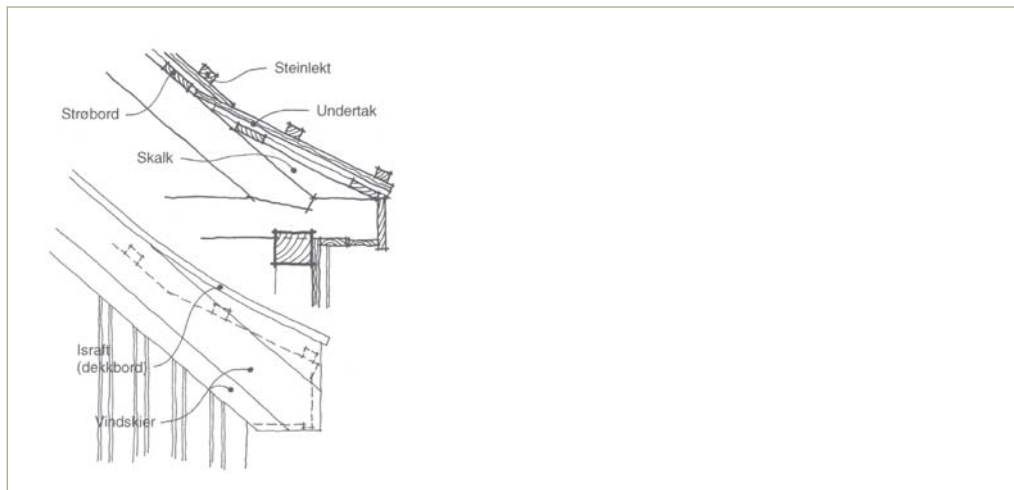 Steinlekt
Strøbord
Undertak
Skalk
Israft
(dekkbord)
Vindskier